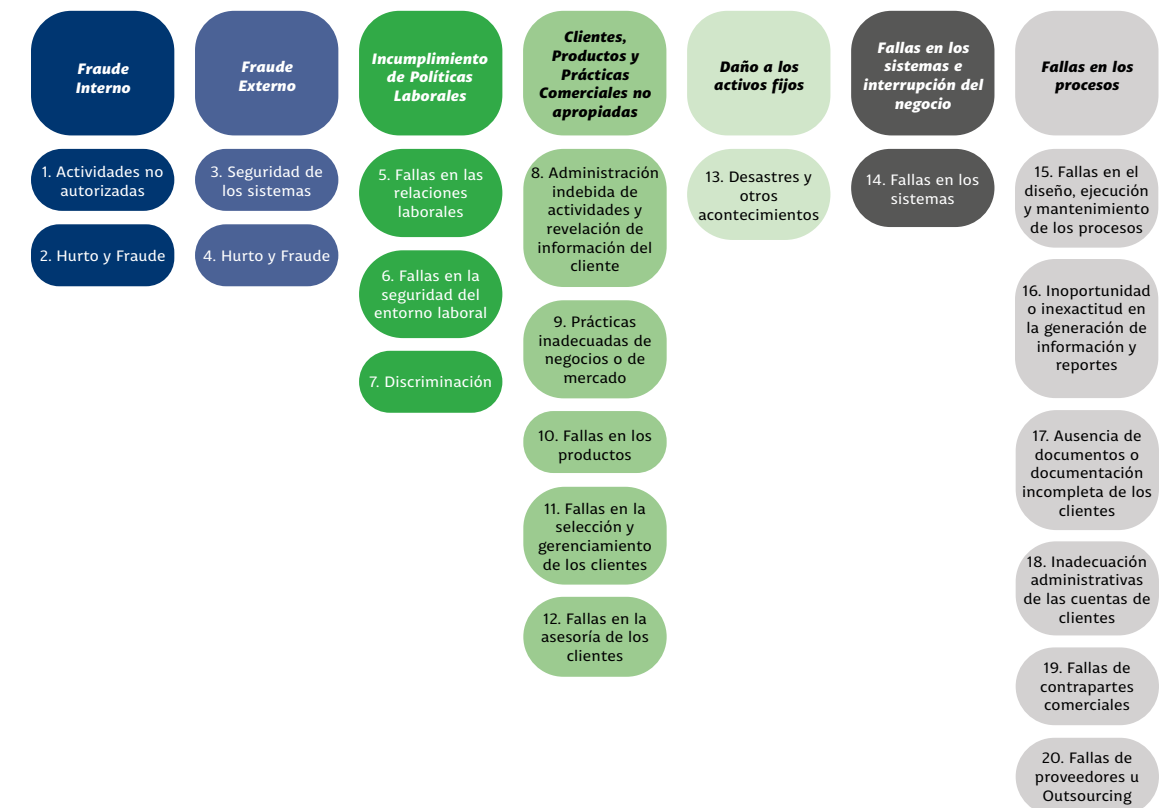 Fraude
Interno
1. Actividades no
autorizadas
2. Hurto y Fraude
Fraude
Externo
3. Seguridad de
los sistemas
4. Hurto y Fraude
Incumplimiento
de Políticas
Laborales
5. Fallas en las
relaciones
laborales
6. Fallas en la
seguridad del
entorno laboral
7. Discriminación
Clientes,
Productos y
Prácticas
Comerciales no
apropiadas
8. Administración
indebida de
actividades y
revelación de
información del
cliente
9. Prácticas
inadecuadas de
negocios o de
mercado
10. Fallas en los
productos
11. Fallas en la
selección y
gerenciamiento
de los clientes
12. Fallas en la
asesoría de los
clientes
Daño a los
activos fijos
13. Desastres y
otros
acontecimientos
Fallas en los
sistemas e
interrupción del
negocio
14. Fallas en los
sistemas
Fallas en los
procesos
15. Fallas en el
diseño, ejecución
y mantenimiento
de los procesos
16. Inoportunidad
o inexactitud en
la generación de
información y
reportes
17. Ausencia de
documentos o
documentación
incompleta de los
clientes
18. Inadecuación
administrativas
de las cuentas de
clientes
19. Fallas de
contrapartes
comerciales
20. Fallas de
proveedores u
Outsourcing